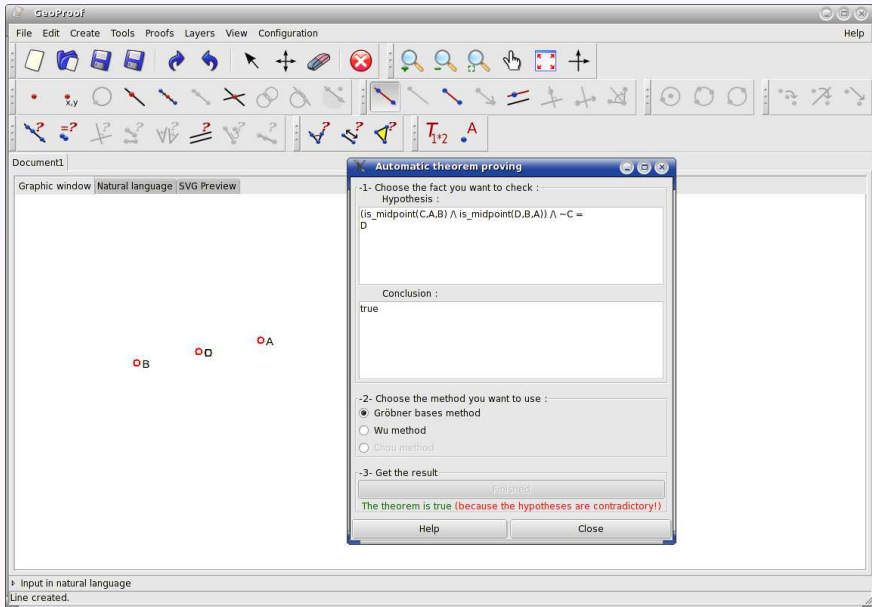 GeoProof
File Edit Create Tools Proofs Layers View Configuration Help
x,y
? =? ? ? ? ? ? ? ? ? ? T1*2 A
Document1
Graphic window Natural language SVG Preview
A
D
B
Automatic theorem proving
-1- Choose the fact you want to check :
Hypothesis :
(is_midpoint(C,A,B) /\ is_midpoint(D,B,A)) /\ ~C =
D
Conclusion :
true
-2- Choose the method you want to use :
Gröbner bases method
Wu method
Chou method
-3- Get the result
Finished
The theorem is true (because the hypotheses are contradictory!)
Help Close
Input in natural language
Line created.